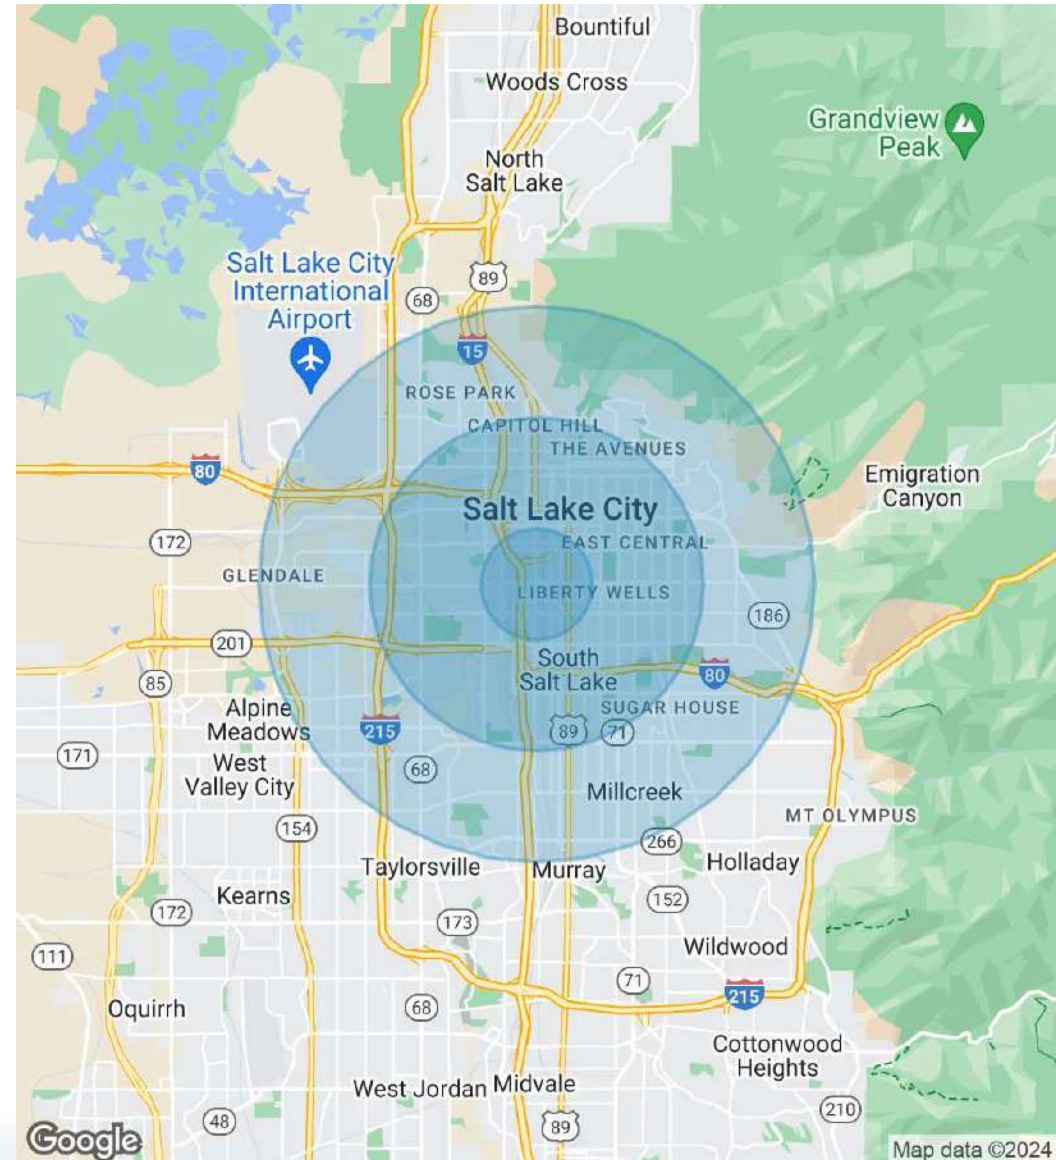 Bountiful
Woods Cross
Grandview
Peak
North
Salt Lake
Salt Lake City
International
Airport
89
68
15
ROSE PARK
CAPITOL HILL
THE AVENUES
80
Emigration
Canyon
Salt Lake City
172
EAST CENTRAL
GLENDALE
LIBERTY WELLS
186
201
South
Salt Lake
80
85
SUGAR HOUSE
Alpine
Meadows
215
89
71
171
West
Valley City
68
Millcreek
MT OLYMPUS
154
266
Taylorsville
Murray
Holladay
Kearns
152
172
173
111
Wildwood
71
215
Oquirrh
68
Cottonwood
Heights
West Jordan
Midvale
48
89
210
Google
Map data ©2024